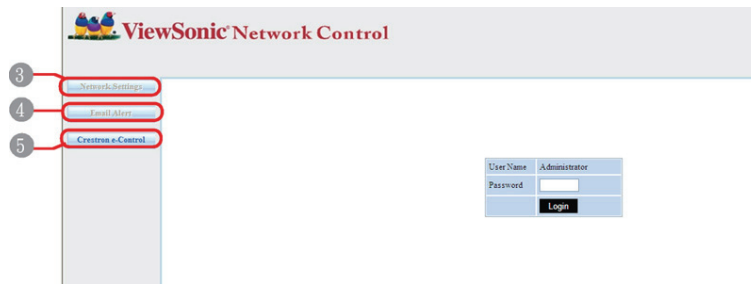 ViewSonic® Network Control
3
Network Settings
4
Email Alert
5
Crestron e-Control
User Name Administrator
Password
Login